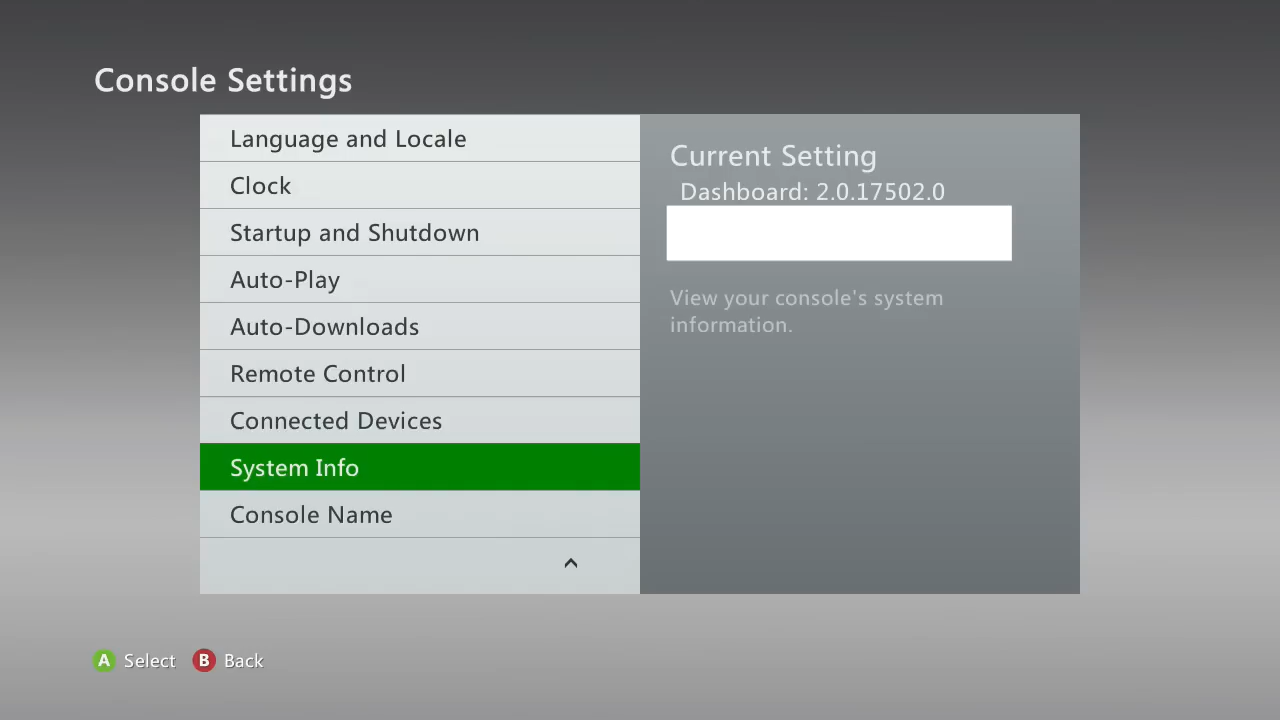 Console Settings
Language and Locale
Clock
Startup and Shutdown
Auto-Play
Auto-Downloads
Remote Control
Connected Devices
System Info
Console Name
Current Setting
Dashboard: 2.0.17502.0
View your console's system
information.
A Select B Back